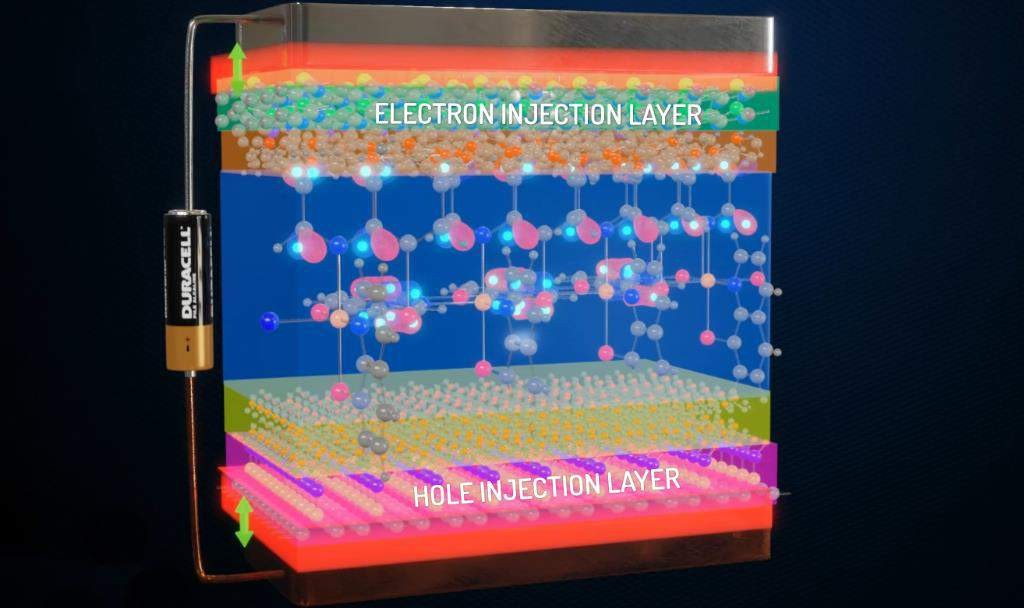 ELECTRON INJECTION LAYER
DURACELL
HOLE INJECTION LAYER